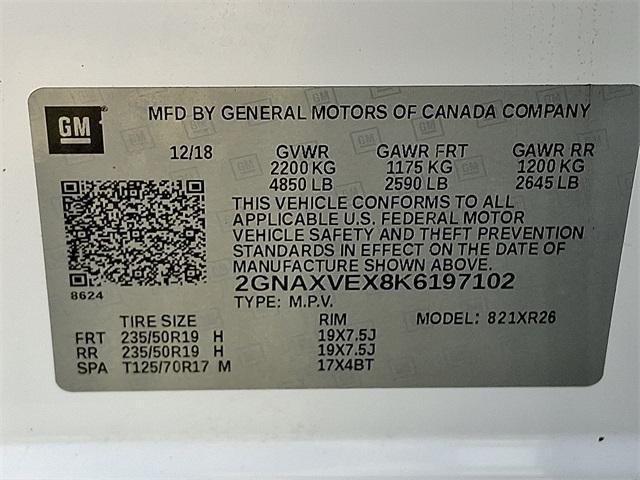 GM MFD BY GENERAL MOTORS OF CANADA COMPANY
12/18 GVWR GAWR FRT GAWR RR
2200 KG 1175 KG 1200 KG
4850 LB 2590 LB 2645 LB
THIS VEHICLE CONFORMS TO ALL
APPLICABLE U.S. FEDERAL MOTOR
VEHICLE SAFETY AND THEFT PREVENTION
STANDARDS IN EFFECT ON THE DATE OF
MANUFACTURE SHOWN ABOVE.
8624 2GNAXVEX8K6197102
TYPE: M.P.V.
TIRE SIZE RIM MODEL: 821XR26
FRT 235/50R19 H 19X7.5J
RR 235/50R19 H 19X7.5J
SPA T125/70R17 M 17X4BT